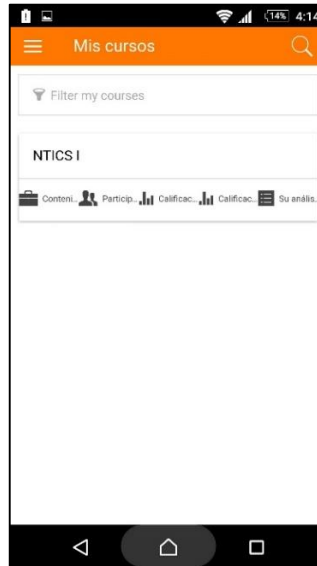 14% 4:14
Mis cursos
Filter my courses
NTICS I
Conteni... Particip... Calificac... Calificac... Su anális...